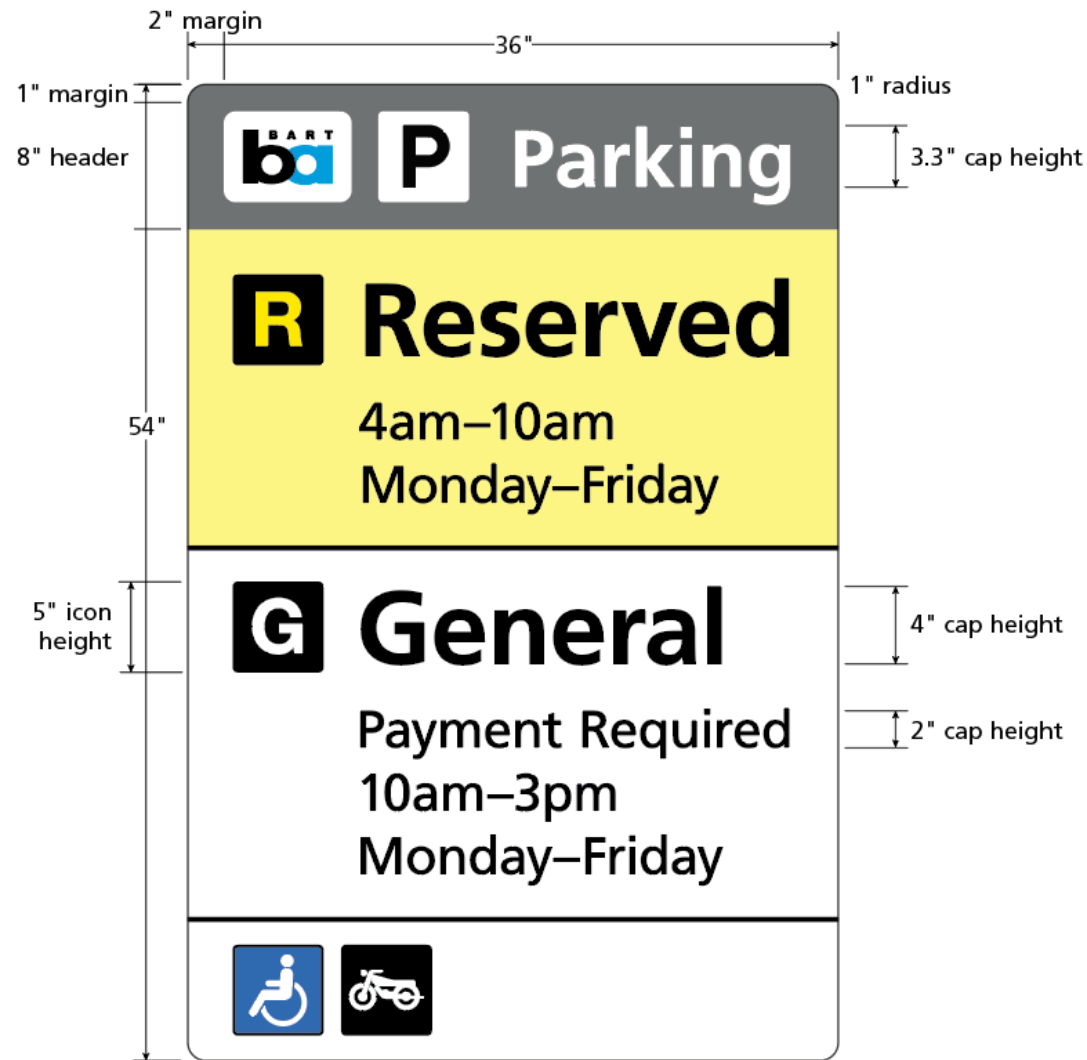 2" margin
36"
1" margin
1" radius
8" header
BART
ba
P
Parking
3.3" cap height
R
Reserved
4am–10am
Monday–Friday
54"
5" icon
height
G
General
4" cap height
Payment Required
2" cap height
10am–3pm
Monday–Friday